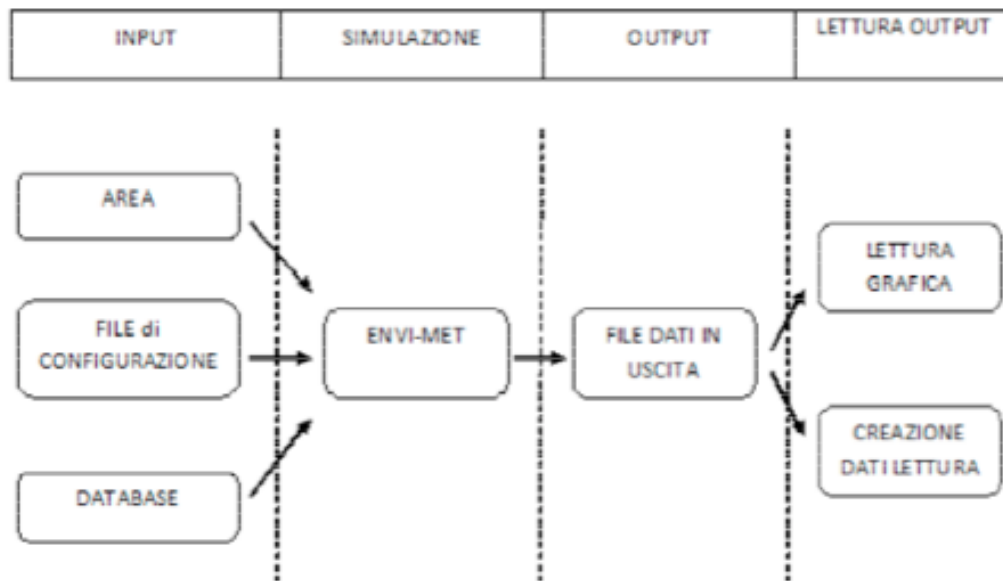 INPUT
SIMULAZIONE
OUTPUT
LETTURA OUTPUT
AREA
FILE di
CONFIGURAZIONE
DATABASE
ENVI-MET
FILE DATI IN
USCITA
LETTURA
GRAFICA
CREAZIONE
DATI LETTURA